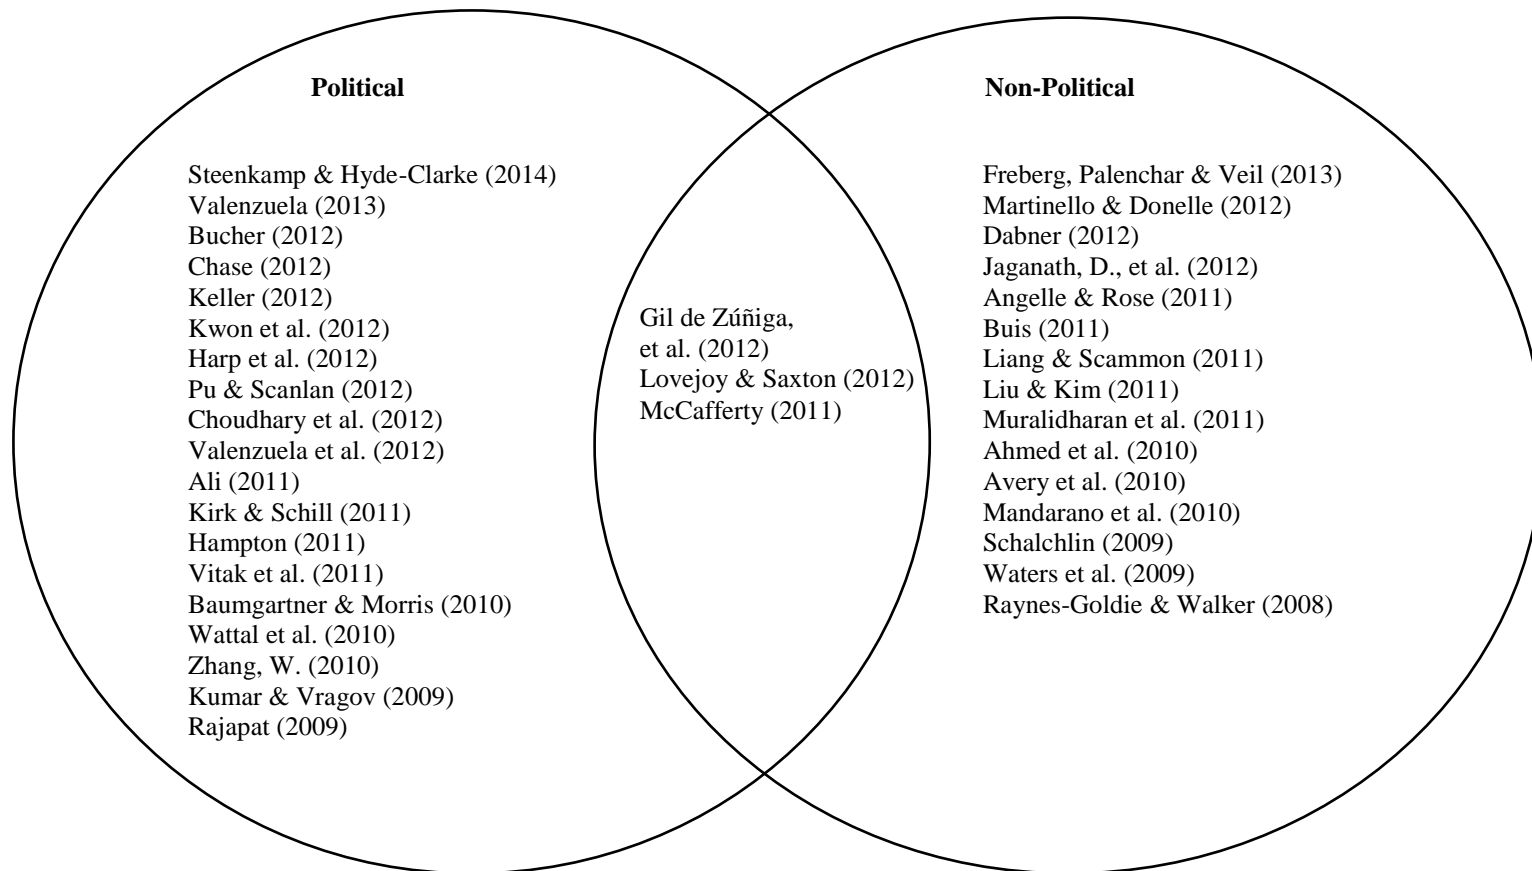 Political
Steenkamp & Hyde-Clarke (2014)
Valenzuela (2013)
Bucher (2012)
Chase (2012)
Keller (2012)
Kwon et al. (2012)
Harp et al. (2012)
Pu & Scanlan (2012)
Choudhary et al. (2012)
Valenzuela et al. (2012)
Ali (2011)
Kirk & Schill (2011)
Hampton (2011)
Vitak et al. (2011)
Baumgartner & Morris (2010)
Wattal et al. (2010)
Zhang, W. (2010)
Kumar & Vragov (2009)
Rajapat (2009)
Gil de Zúñiga,
et al. (2012)
Lovejoy & Saxton (2012)
McCafferty (2011)
Non-Political
Freberg, Palenchar & Veil (2013)
Martinello & Donelle (2012)
Dabner (2012)
Jaganath, D., et al. (2012)
Angelle & Rose (2011)
Buis (2011)
Liang & Scammon (2011)
Liu & Kim (2011)
Muralidharan et al. (2011)
Ahmed et al. (2010)
Avery et al. (2010)
Mandarano et al. (2010)
Schalchlin (2009)
Waters et al. (2009)
Raynes-Goldie & Walker (2008)